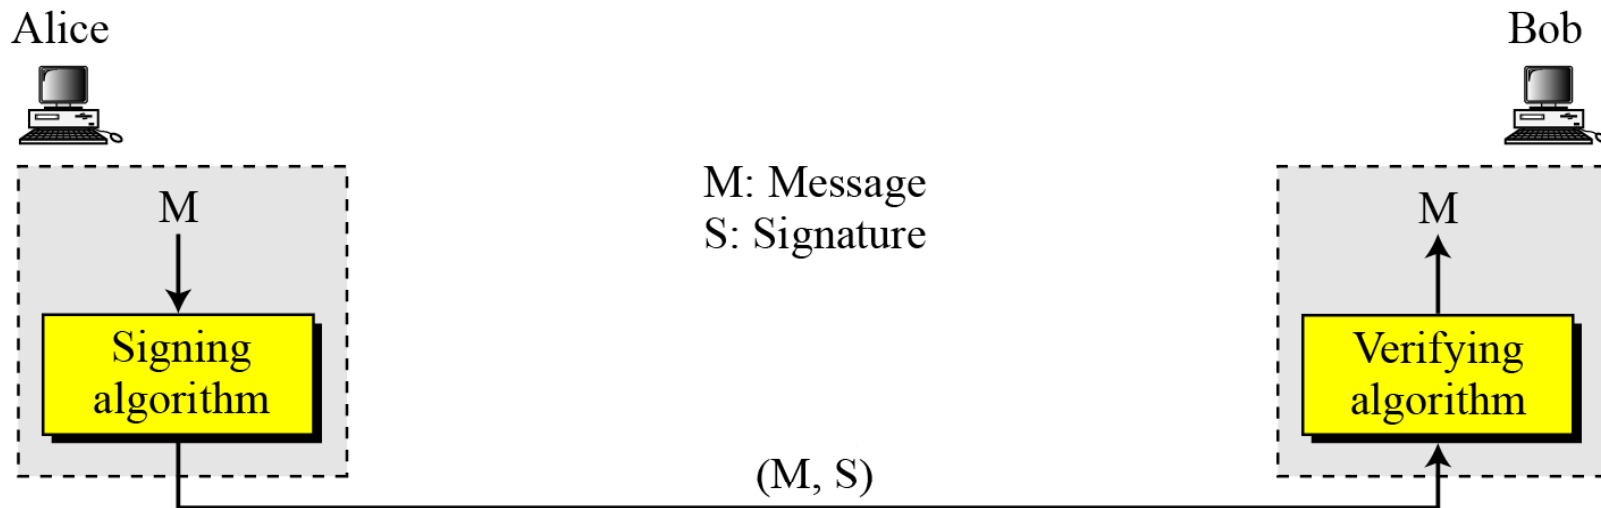 Alice
Bob
M: Message
S: Signature
M
M
Signing
algorithm
Verifying
algorithm
(M, S)